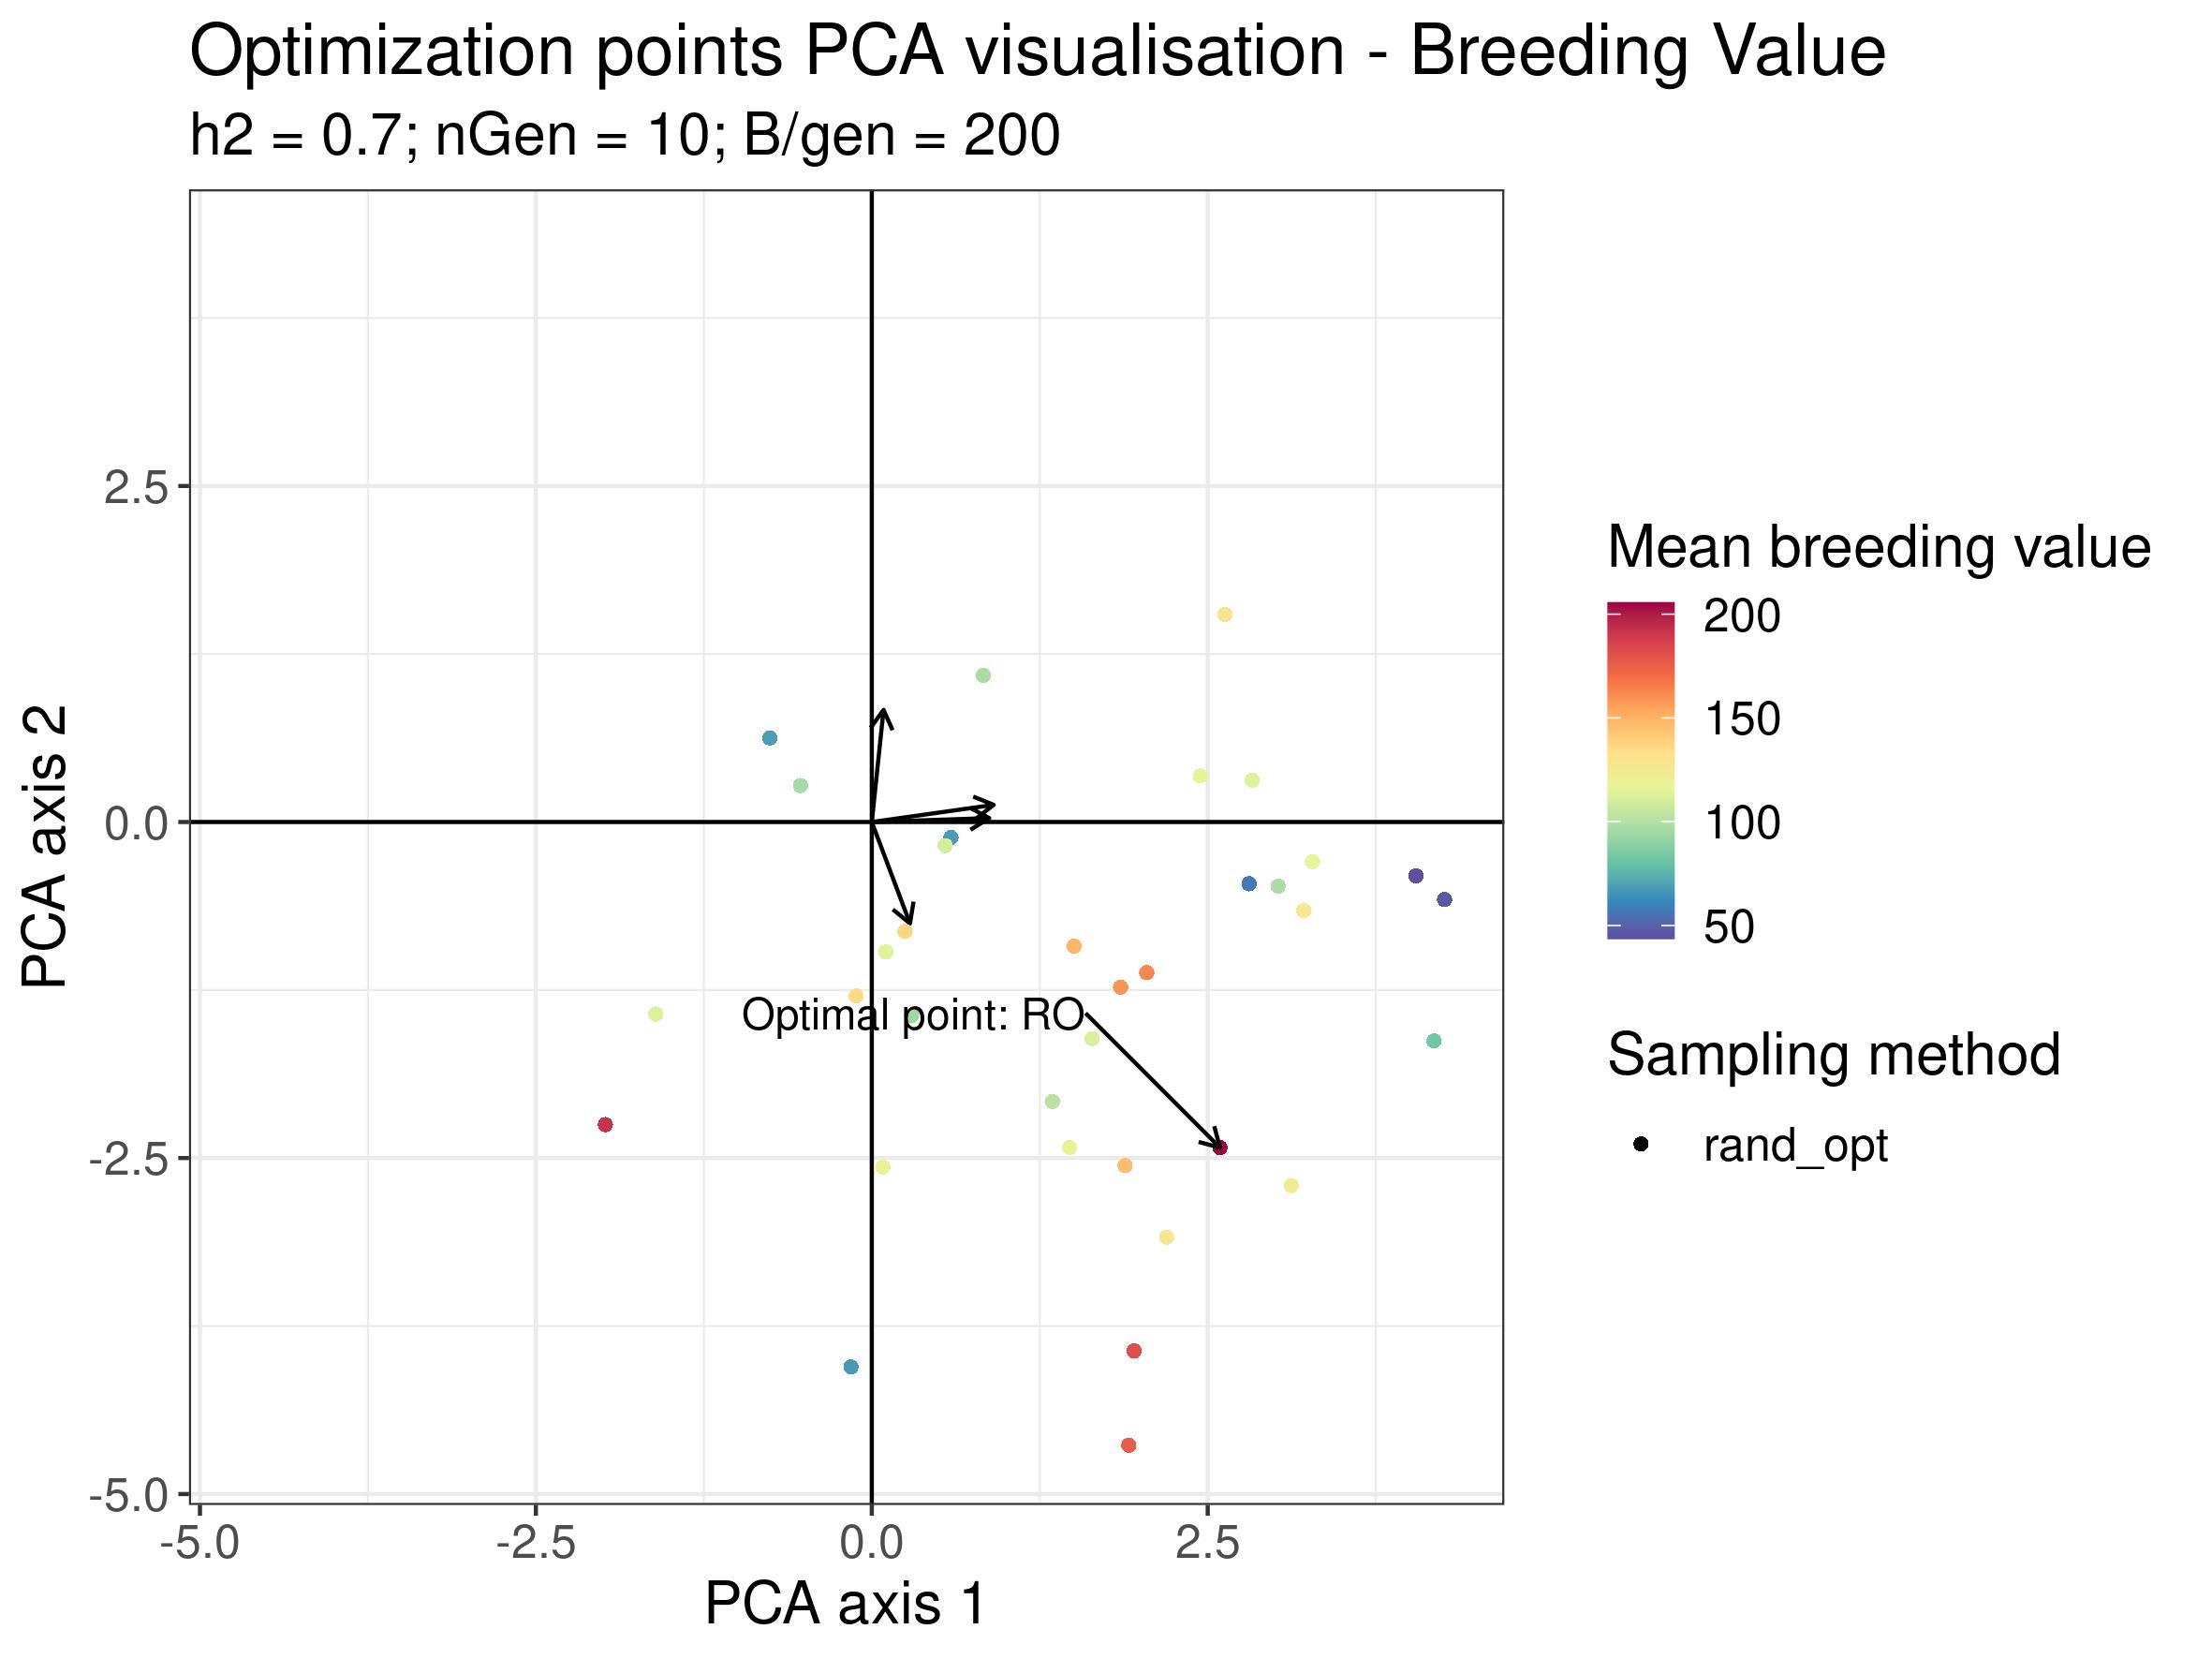 Optimization points PCA visualisation - Breeding Value
h2 = 0.7; nGen = 10; B/gen = 200
PCA axis 2
2.5
0.0
-2.5
-5.0
Optimal point: RO
-5.0
-2.5
0.0
2.5
PCA axis 1
Mean breeding value
200
150
100
50
Sampling method
rand_opt